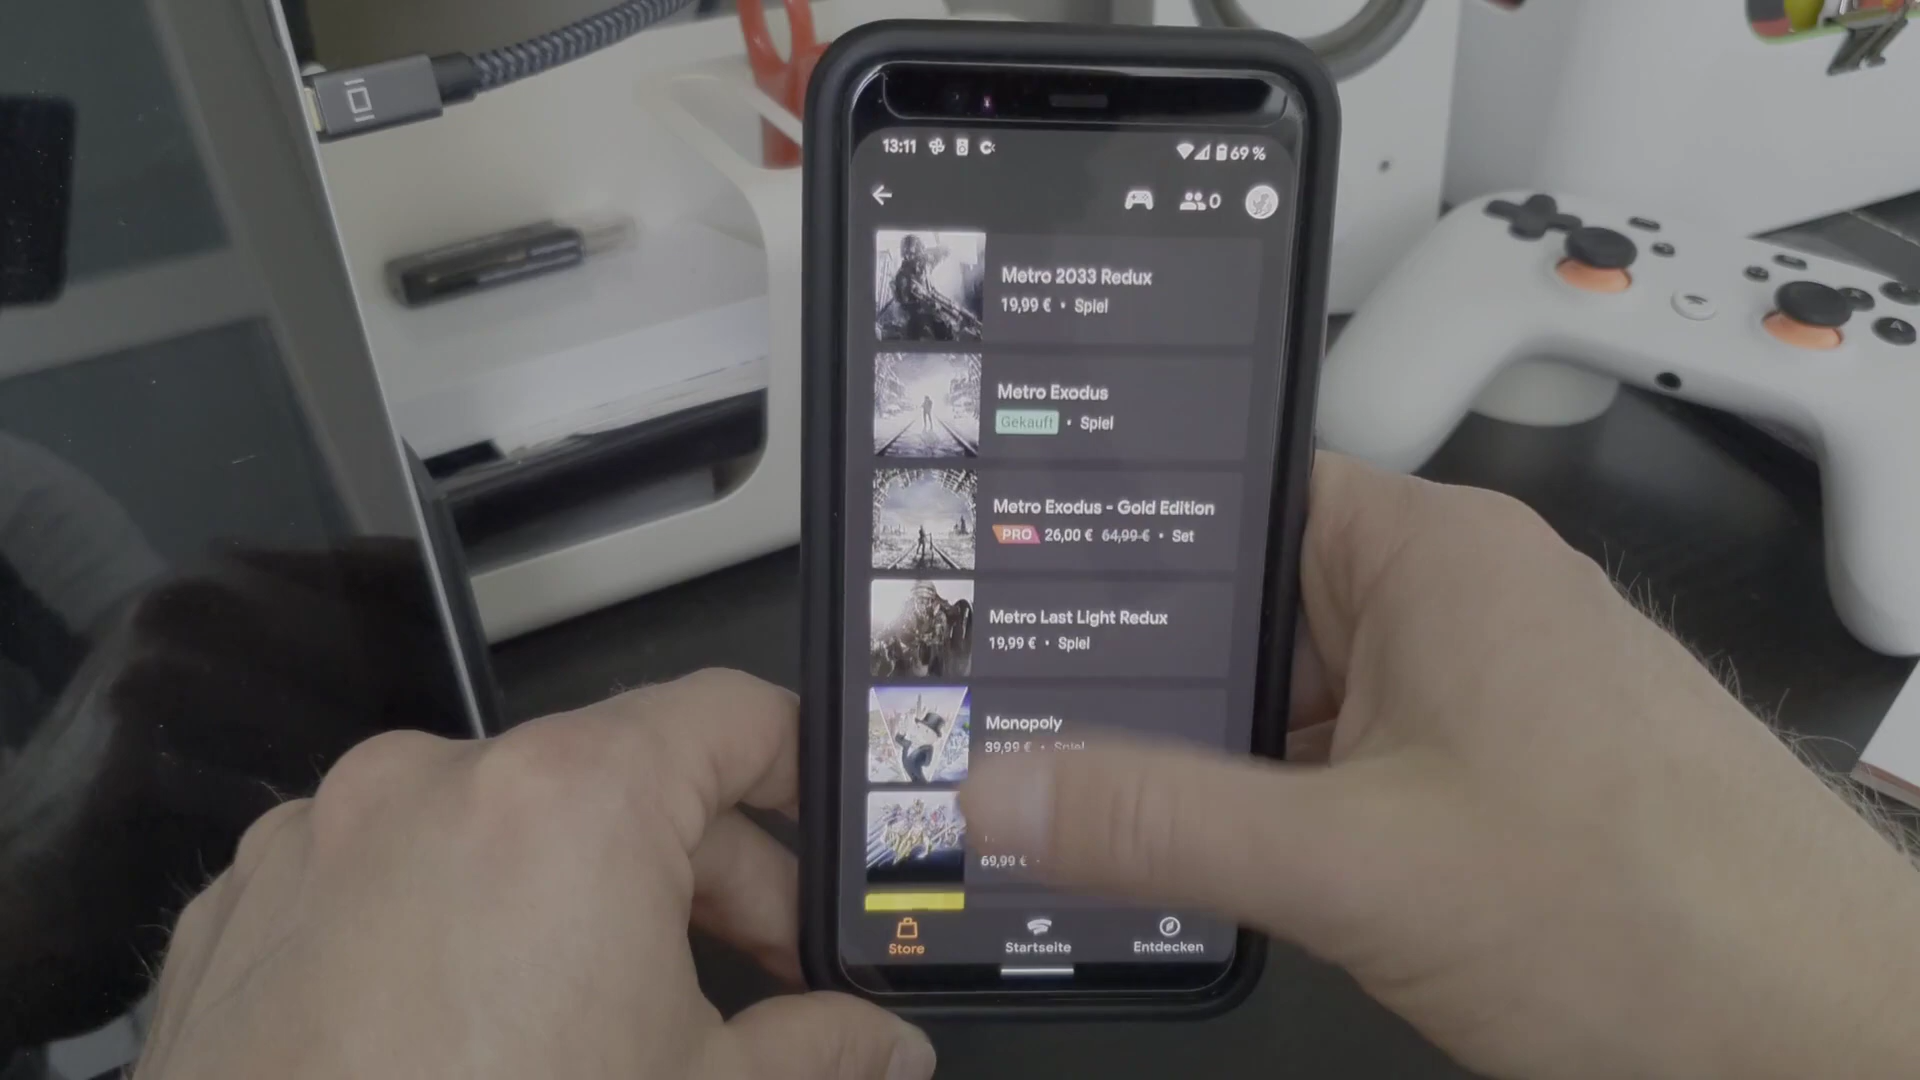 13:11
69 %
0
Metro 2033 Redux
19,99 € • Spiel
Metro Exodus
Gekauft • Spiel
Metro Exodus - Gold Edition
PRO 26,00 € 64,99 € • Set
Metro Last Light Redux
19,99 € • Spiel
Monopoly
39,99 € • Spiel
69,99 € •
Store
Startseite
Entdecken
A